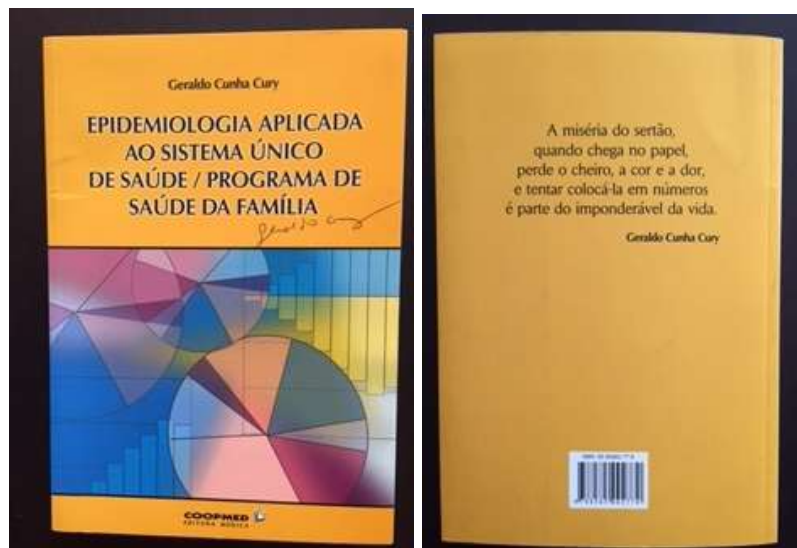 Geraldo Cunha Cury
EPIDEMIOLOGIA APLICADA
AO SISTEMA ÚNICO
DE SAÚDE / PROGRAMA DE
SAÚDE DA FAMÍLIA
Geraldo Cury
COOPMED
EDITORA MÉDICA
A miséria do sertão,
quando chega no papel,
perde o cheiro, a cor e a dor,
e tentar colocá-la em números
é parte do imponderável da vida.
Geraldo Cunha Cury